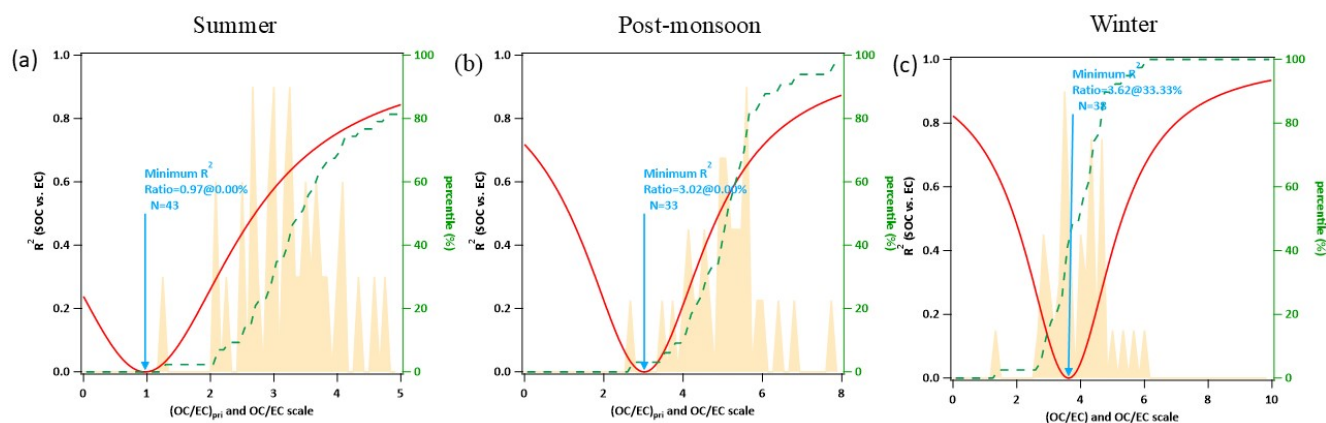 Summer
Post-monsoon
Winter
(a)
1.0
0.8
0.6
0.4
0.2
0.0
R² (SOC vs. EC)
Minimum R²
Ratio=0.97@0.00%
N=43
100
80
60
40
20
0
percentile (%)
0 1 2 3 4 5
(OC/EC)pri and OC/EC scale
(b)
1.0
0.8
0.6
0.4
0.2
0.0
R² (SOC vs. EC)
Minimum R²
Ratio=3.02@0.00%
N=33
100
80
60
40
20
0
percentile (%)
0 2 4 6 8
(OC/EC)pri and OC/EC scale
(c)
1.0
0.8
0.6
0.4
0.2
0.0
R² (SOC vs. EC)
Minimum R²
Ratio=3.62@33.33%
N=38
100
80
60
40
20
0
percentile (%)
0 2 4 6 8 10
(OC/EC) and OC/EC scale